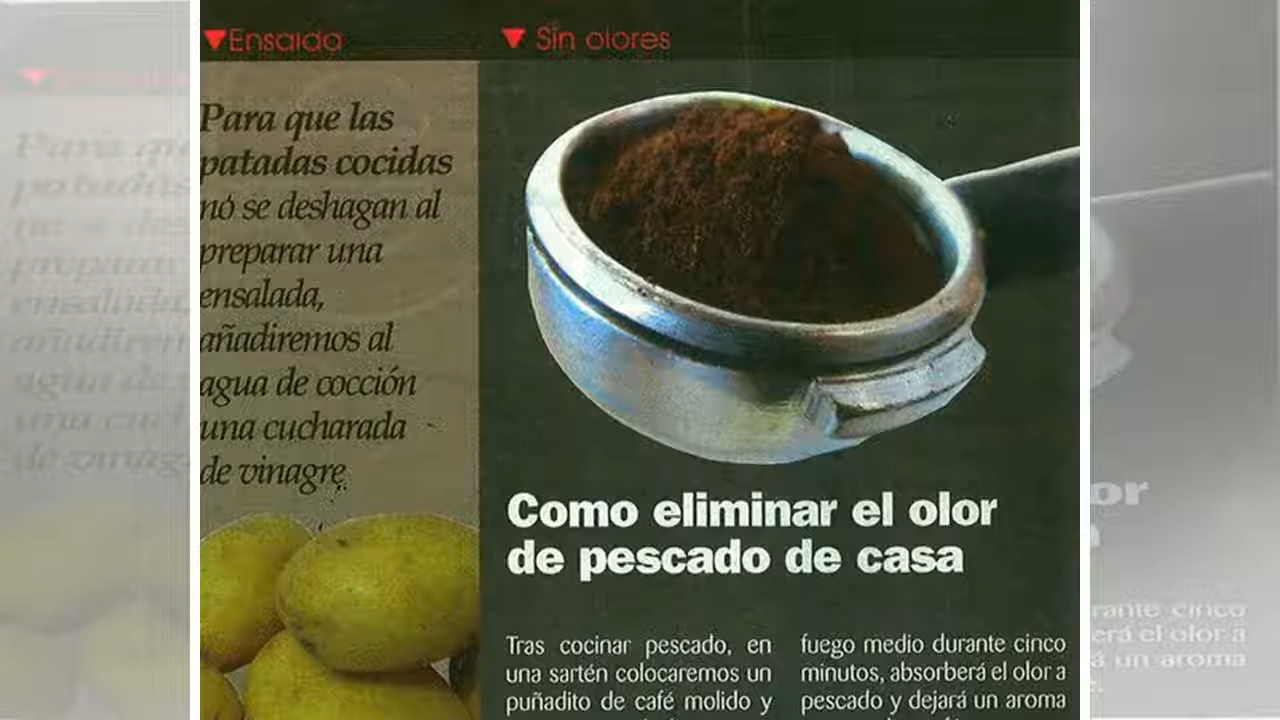 Ensalda
Sin olores
Para que las
patadas cocidas
no se deshagan al
preparar una
ensalada,
añadiremos al
agua de cocción
una cucharada
de vinagre
Como eliminar el olor
de pescado de casa
Tras cocinar pescado, en
una sartén colocaremos un
puñadito de café molido y
fuego medio durante cinco
minutos, absorberá el olor a
pescado y dejará un aroma